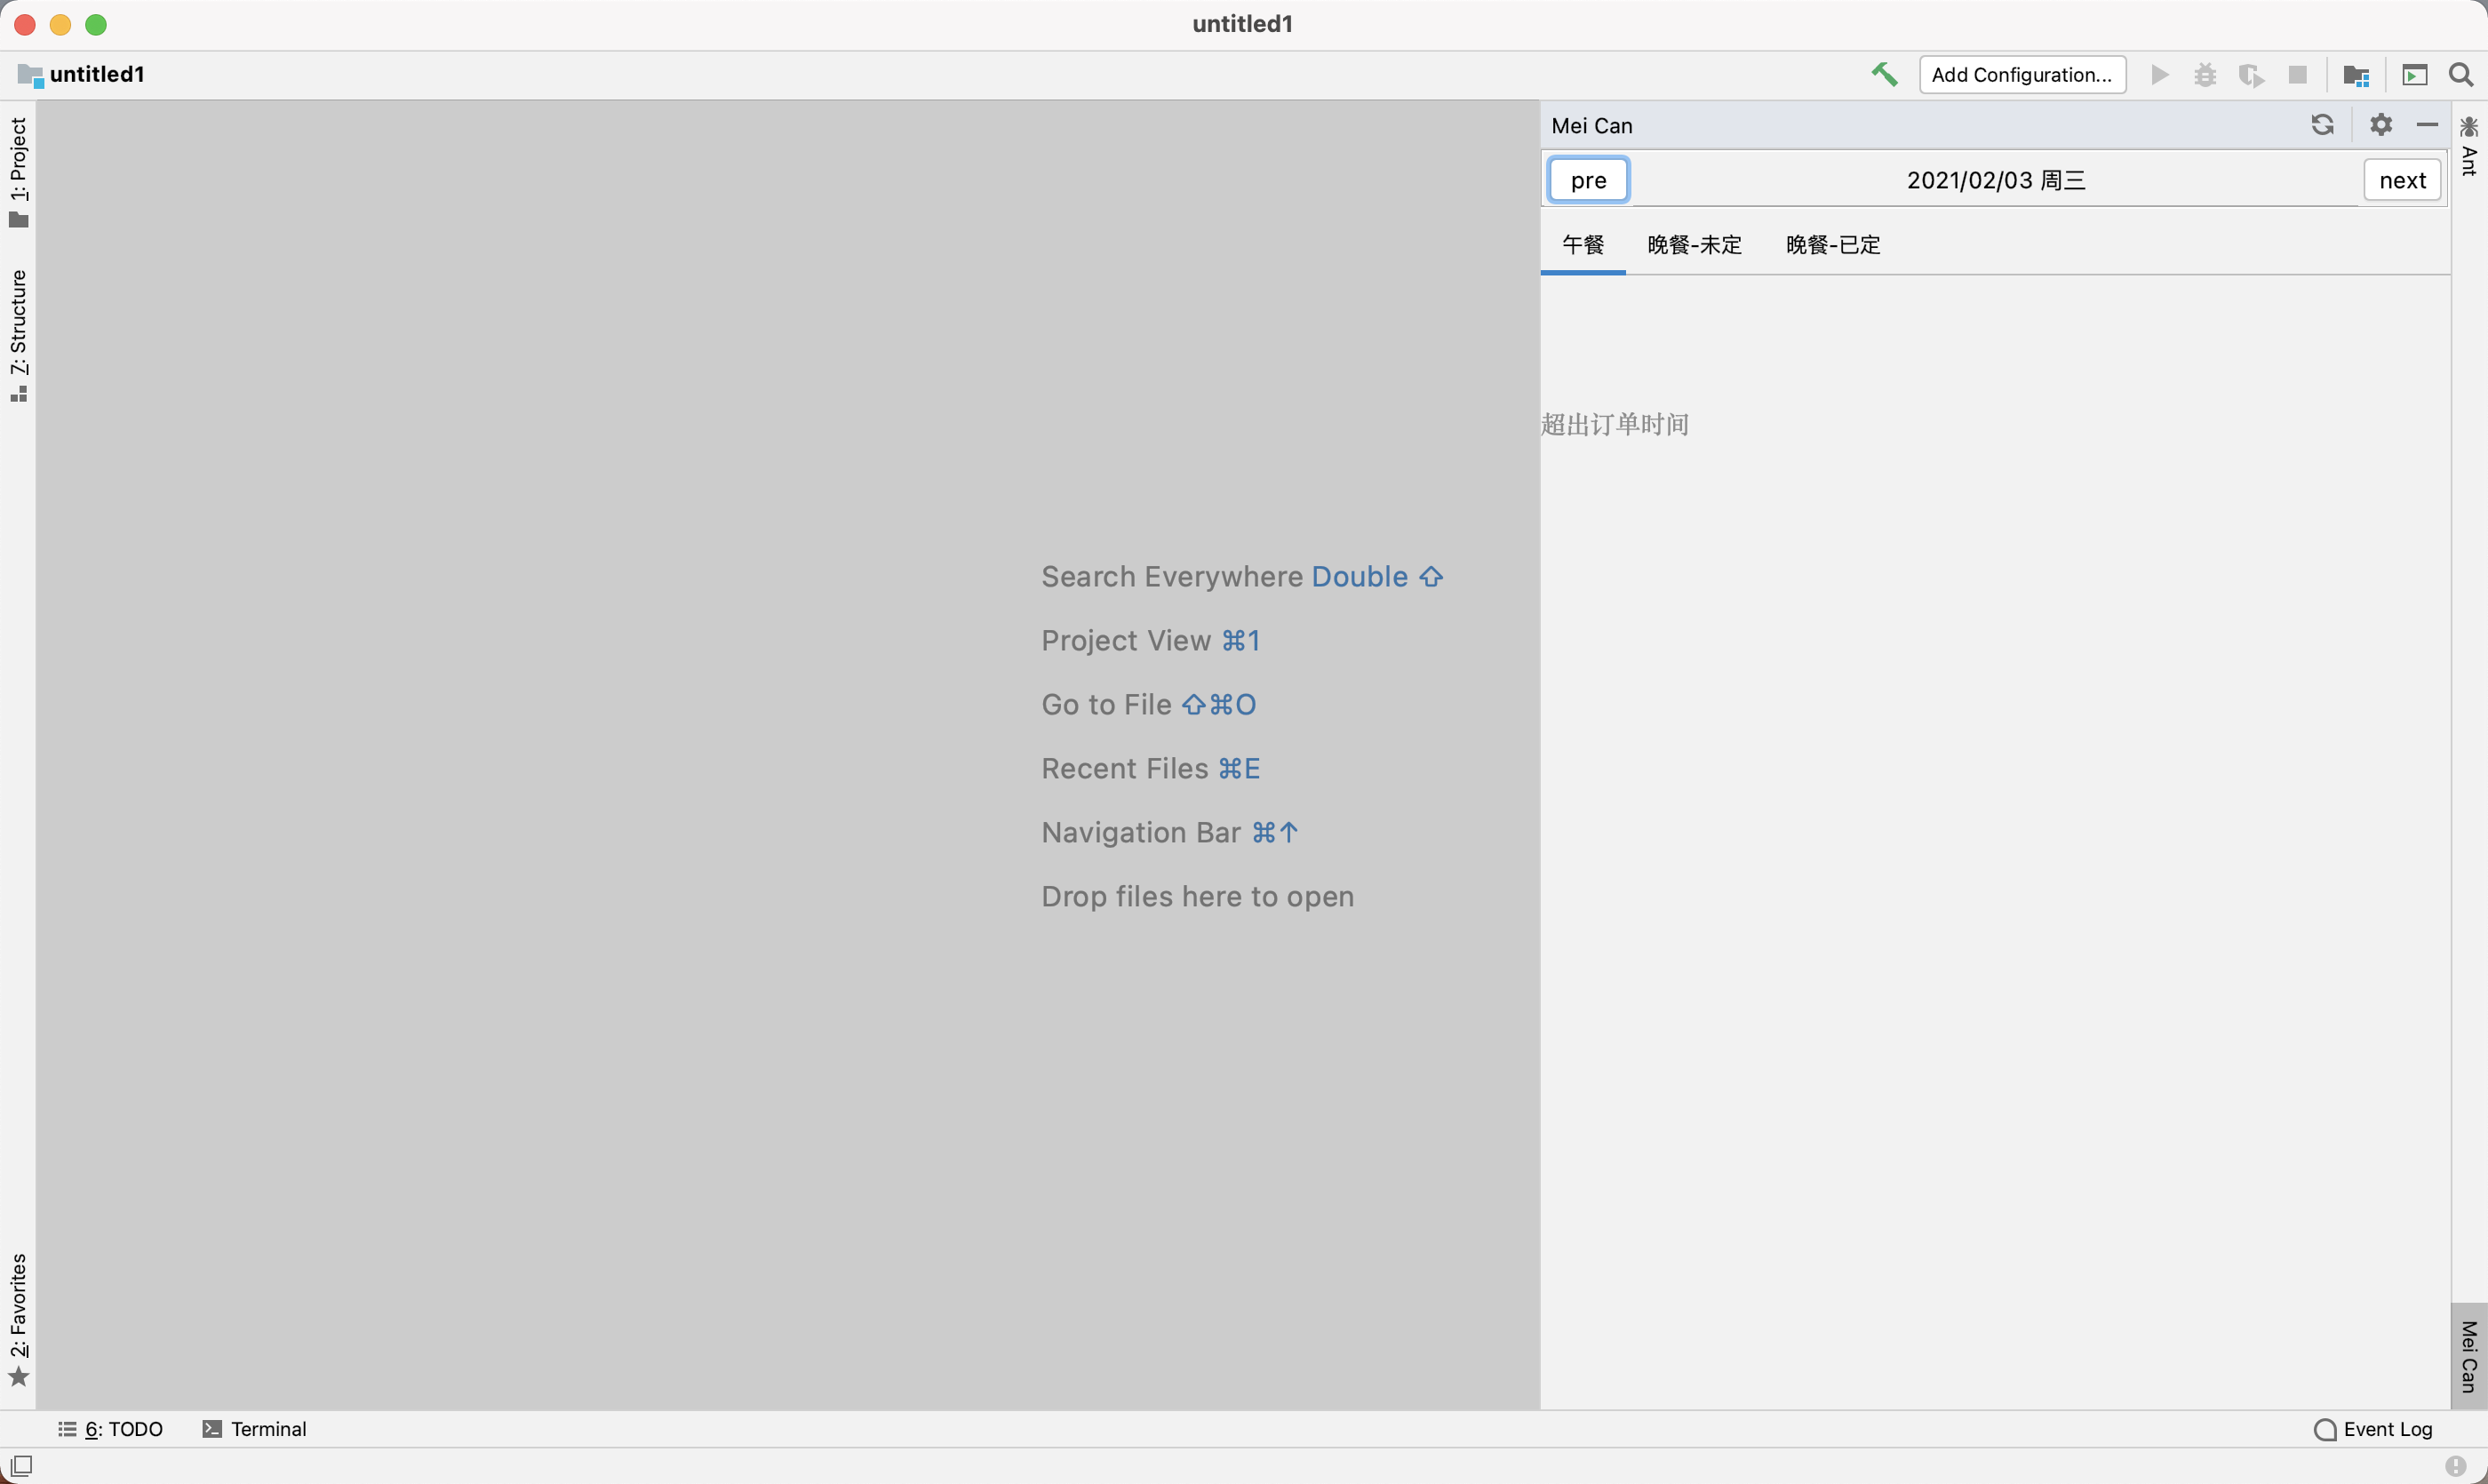 untitled1
untitled1
Add Configuration...
1: Project
7: Structure
2: Favorites
Search Everywhere Double ⇧
Project View ⌘1
Go to File ⇧⌘O
Recent Files ⌘E
Navigation Bar ⌘↑
Drop files here to open
Mei Can
pre
2021/02/03 周三
next
午餐
晚餐-未定
晚餐-已定
超出订单时间
Ant
Mei Can
6: TODO
Terminal
Event Log